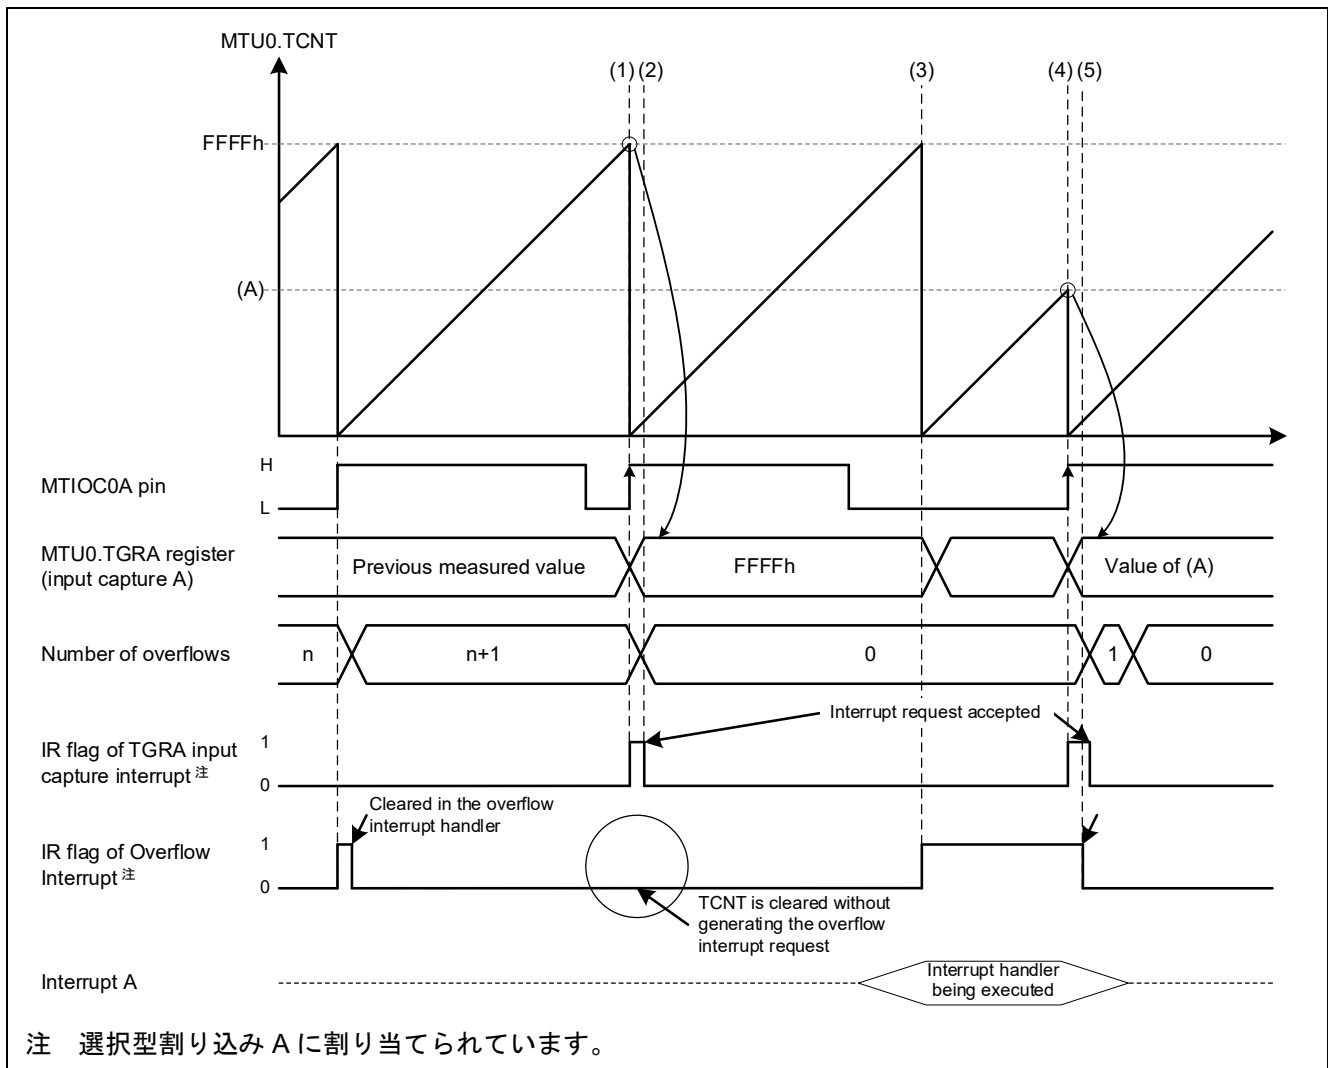 MTU0.TCNT
(1) (2) (3) (4) (5)
FFFFh
(A)
H
MTIOC0A pin
L
MTU0.TGRA register
(input capture A)
Previous measured value
FFFFh
Value of (A)
Number of overflows
n
n+1
0
1
0
Interrupt request accepted
IR flag of TGRA input
capture interrupt 注
1
0
Cleared in the overflow
interrupt handler
IR flag of Overflow
Interrupt 注
1
0
TCNT is cleared without
generating the overflow
interrupt request
Interrupt A
Interrupt handler
being executed
注 選択型割り込み A に割り当てられています。